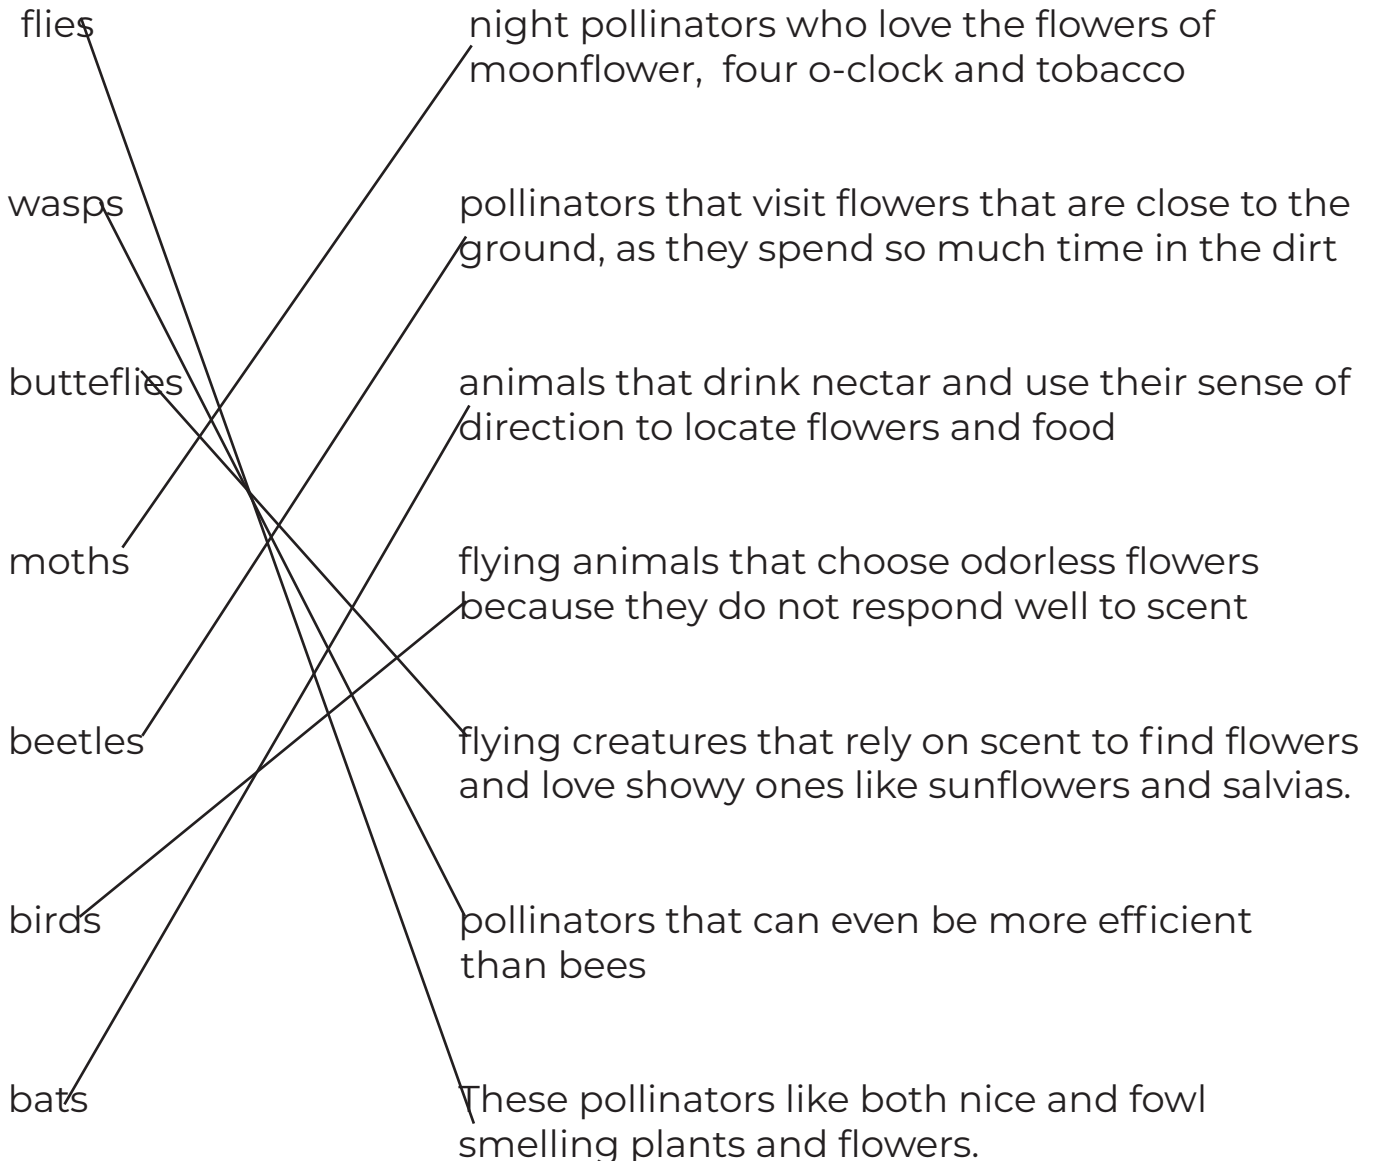 flies
night pollinators who love the flowers of
moonflower, four o-clock and tobacco
wasps
pollinators that visit flowers that are close to the
ground, as they spend so much time in the dirt
butteflies
animals that drink nectar and use their sense of
direction to locate flowers and food
moths
flying animals that choose odorless flowers
because they do not respond well to scent
beetles
flying creatures that rely on scent to find flowers
and love showy ones like sunflowers and salvias.
birds
pollinators that can even be more efficient
than bees
bats
These pollinators like both nice and fowl
smelling plants and flowers.